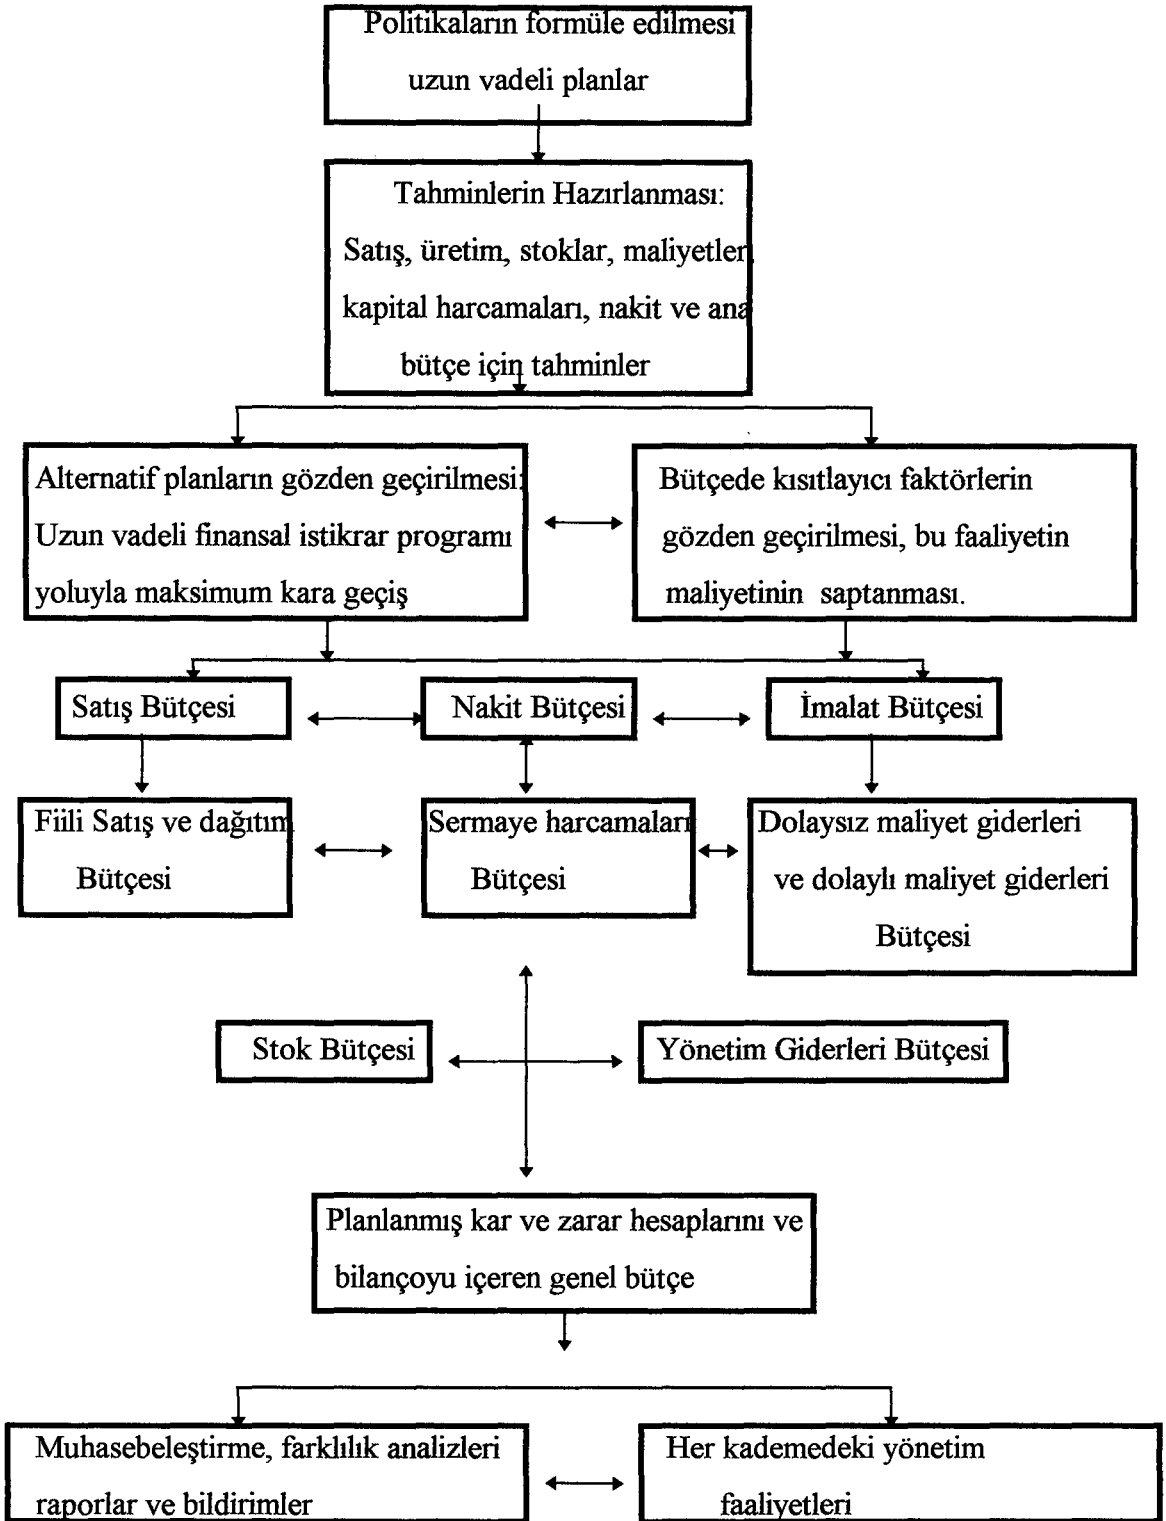 Politikaların formüle edilmesi
uzun vadeli planlar
Tahminlerin Hazırlanması:
Satış, üretim, stoklar, maliyetler
kapital harcamaları, nakit ve ana
bütçe için tahminler
Alternatif planların gözden geçirilmesi:
Uzun vadeli finansal istikrar programı
yoluyla maksimum kara geçiş
Bütçede kısıtlayıcı faktörlerin
gözden geçirilmesi, bu faaliyetin
maliyetinin saptanması.
Satış Bütçesi
Nakit Bütçesi
İmalat Bütçesi
Fiili Satış ve dağıtım
Bütçesi
Sermaye harcamaları
Bütçesi
Dolaysız maliyet giderleri
ve dolaylı maliyet giderleri
Bütçesi
Stok Bütçesi
Yönetim Giderleri Bütçesi
Planlanmış kar ve zarar hesaplarını ve
bilançoyu içeren genel bütçe
Muhasebeleştirme, farklılık analizleri
raporlar ve bildirimler
Her kademedeki yönetim
faaliyetleri